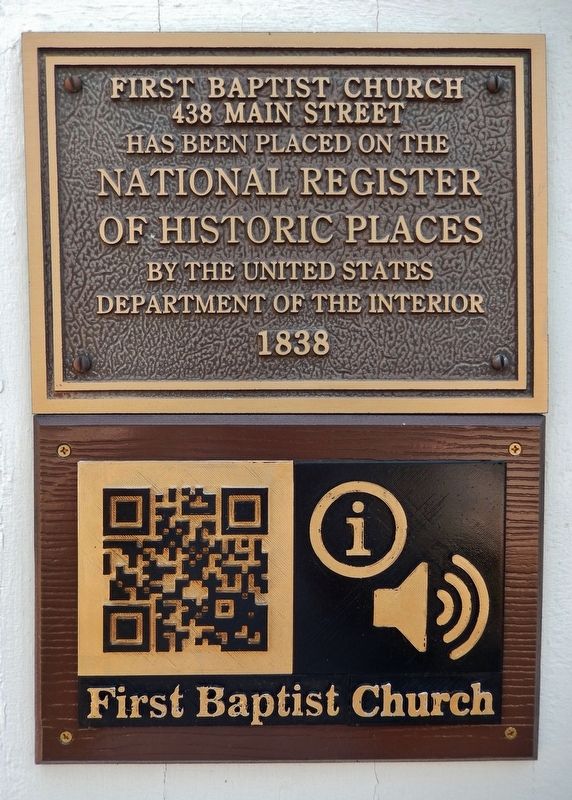 FIRST BAPTIST CHURCH
438 MAIN STREET
HAS BEEN PLACED ON THE
NATIONAL REGISTER
OF HISTORIC PLACES
BY THE UNITED STATES
DEPARTMENT OF THE INTERIOR
1838
i
First Baptist Church